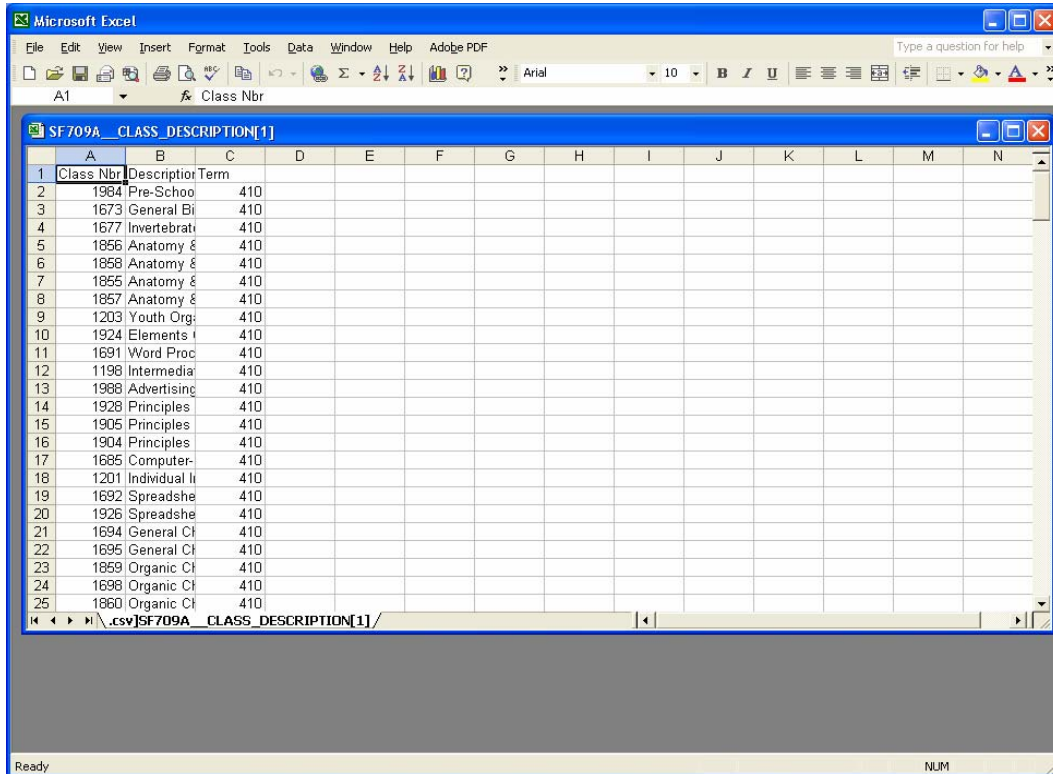 Microsoft Excel
File Edit View Insert Format Tools Data Window Help Adobe PDF Type a question for help
Arial 10 B I U
A1 fx Class Nbr
SF709A__CLASS_DESCRIPTION[1]
A B C D E F G H I J K L M N
1 Class Nbr Description Term
2 1984 Pre-Schoo 410
3 1673 General Bi 410
4 1677 Invertebrat 410
5 1856 Anatomy & 410
6 1858 Anatomy & 410
7 1855 Anatomy & 410
8 1857 Anatomy & 410
9 1203 Youth Org 410
10 1924 Elements 410
11 1691 Word Proc 410
12 1198 Intermedia 410
13 1988 Advertising 410
14 1928 Principles 410
15 1905 Principles 410
16 1904 Principles 410
17 1685 Computer- 410
18 1201 Individual I 410
19 1692 Spreadshe 410
20 1926 Spreadshe 410
21 1694 General Ch 410
22 1695 General Ch 410
23 1859 Organic Ch 410
24 1698 Organic Ch 410
25 1860 Organic Ch 410
.csv]SF709A__CLASS_DESCRIPTION[1]
Ready NUM